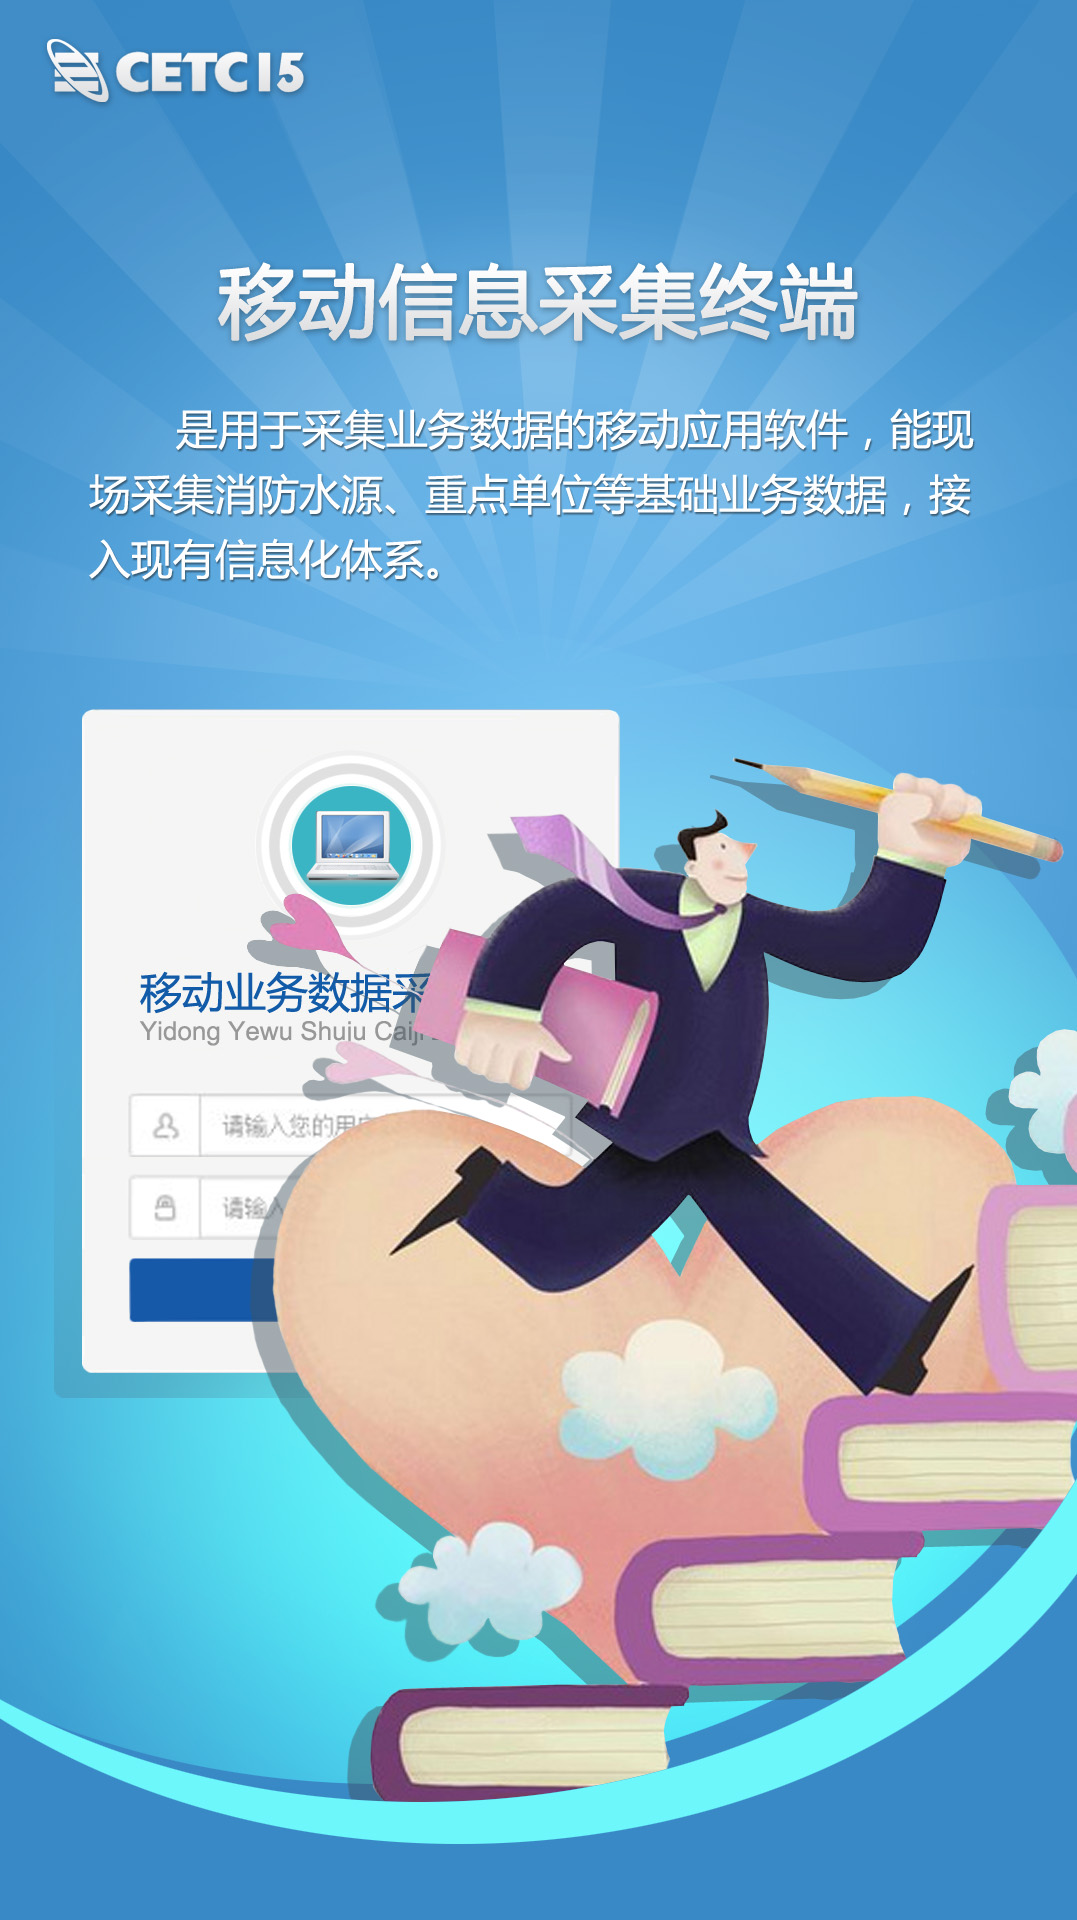 CETC15
移动信息采集终端
是用于采集业务数据的移动应用软件，能现
场采集消防水源、重点单位等基础业务数据，接
入现有信息化体系。
移动业务数据采
Yidong Yewu Shuju Caiji
请输入您的用户
请输入